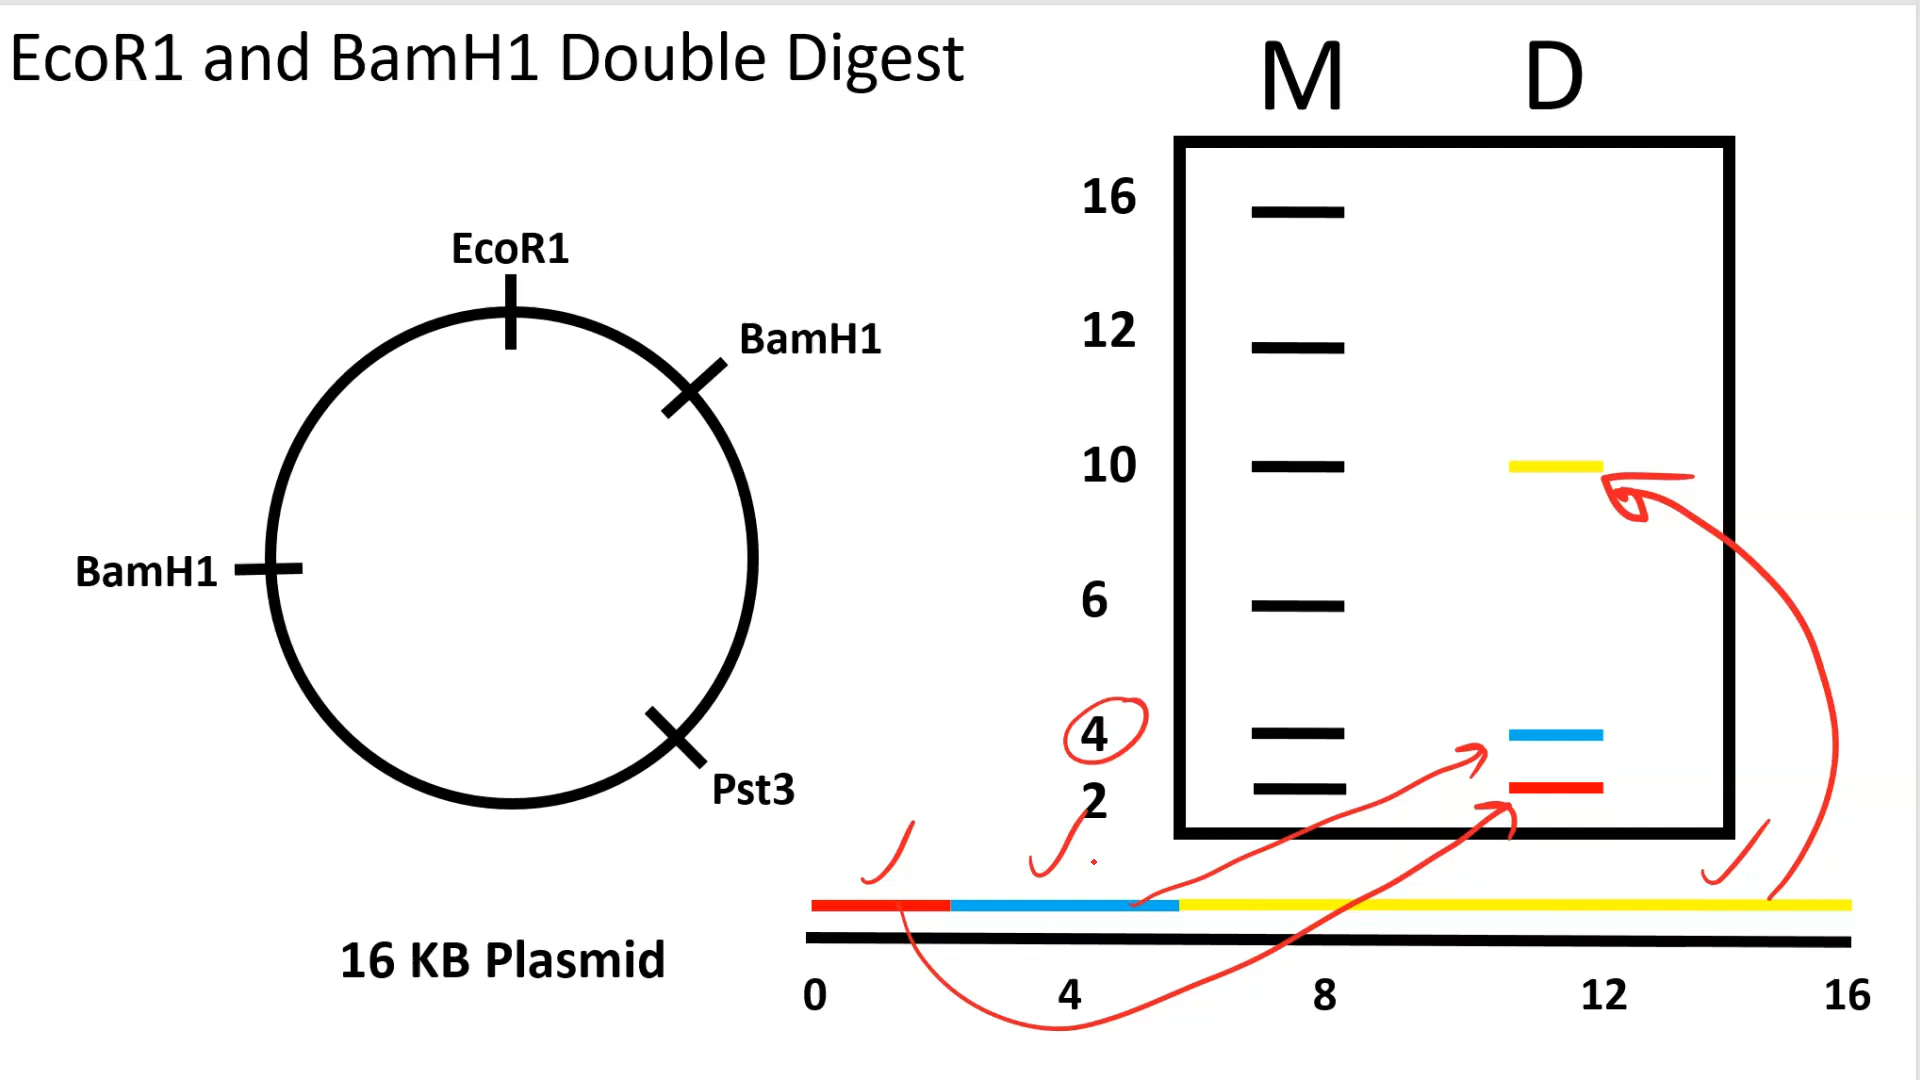 EcoR1 and BamH1 Double Digest
M D
16
12
10
6
4
2
EcoR1
BamH1
BamH1
Pst3
16 KB Plasmid
0 4 8 12 16